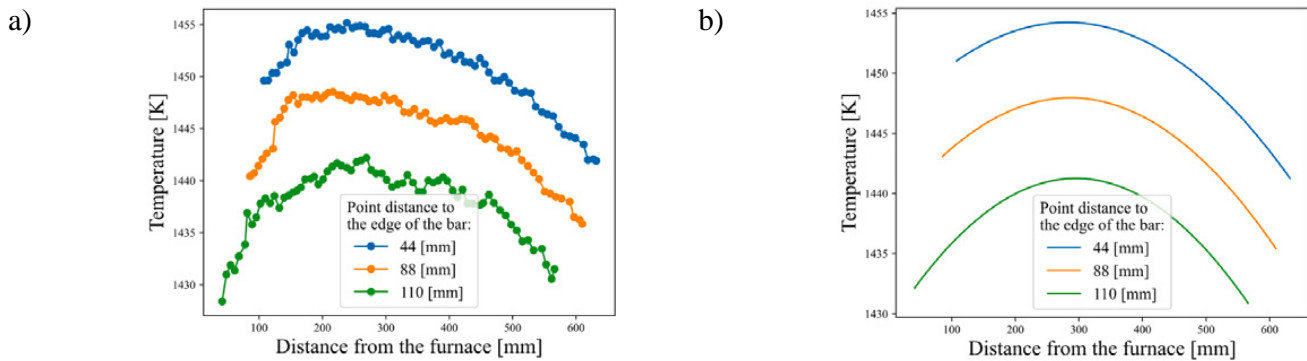 a)
1455
1450
1445
1440
1435
1430
Temperature [K]
100 200 300 400 500 600
Distance from the furnace [mm]
Point distance to
the edge of the bar:
44 [mm]
88 [mm]
110 [mm]
b)
1455
1450
1445
1440
1435
1430
Temperature [K]
100 200 300 400 500 600
Distance from the furnace [mm]
Point distance to
the edge of the bar:
44 [mm]
88 [mm]
110 [mm]